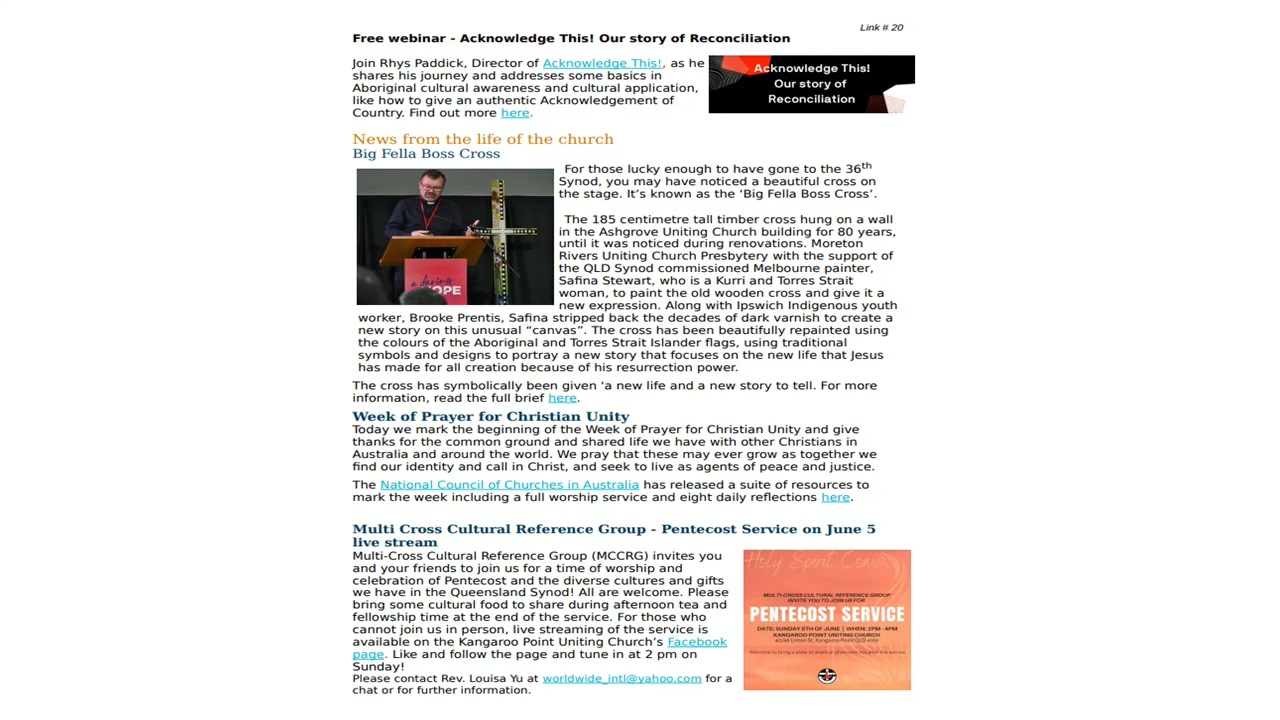 Link # 20
Free webinar - Acknowledge This! Our story of Reconciliation
Join Rhys Paddick, Director of Acknowledge This!, as he
shares his journey and addresses some basics in
Aboriginal cultural awareness and cultural application,
like how to give an authentic Acknowledgement of
Country. Find out more here.
Acknowledge This!
Our story of
Reconciliation
News from the life of the church
Big Fella Boss Cross
For those lucky enough to have gone to the 36th
Synod, you may have noticed a beautiful cross on
the stage. It’s known as the ‘Big Fella Boss Cross’.
The 185 centimetre tall timber cross hung on a wall
in the Ashgrove Uniting Church building for 80 years,
until it was noticed during renovations. Moreton
Rivers Uniting Church Presbytery with the support of
the QLD Synod commissioned Melbourne painter,
Safina Stewart, who is a Kurri and Torres Strait
woman, to paint the old wooden cross and give it a
new expression. Along with Ipswich Indigenous youth
worker, Brooke Prentis, Safina stripped back the decades of dark varnish to create a
new story on this unusual “canvas”. The cross has been beautifully repainted using
the colours of the Aboriginal and Torres Strait Islander flags, using traditional
symbols and designs to portray a new story that focuses on the new life that Jesus
has made for all creation because of his resurrection power.
a daring
HOPE
The cross has symbolically been given ‘a new life and a new story to tell. For more
information, read the full brief here.
Week of Prayer for Christian Unity
Today we mark the beginning of the Week of Prayer for Christian Unity and give
thanks for the common ground and shared life we have with other Christians in
Australia and around the world. We pray that these may ever grow as together we
find our identity and call in Christ, and seek to live as agents of peace and justice.
The National Council of Churches in Australia has released a suite of resources to
mark the week including a full worship service and eight daily reflections here.
Multi Cross Cultural Reference Group - Pentecost Service on June 5
live stream
Multi-Cross Cultural Reference Group (MCCRG) invites you
and your friends to join us for a time of worship and
celebration of Pentecost and the diverse cultures and gifts
we have in the Queensland Synod! All are welcome. Please
bring some cultural food to share during afternoon tea and
fellowship time at the end of the service. For those who
cannot join us in person, live streaming of the service is
available on the Kangaroo Point Uniting Church’s Facebook
page. Like and follow the page and tune in at 2 pm on
Sunday!
Please contact Rev. Louisa Yu at worldwide_intl@yahoo.com for a
chat or for further information.
Holy Spirit Come
MULTI-CROSS CULTURAL REFERENCE GROUP
INVITE YOU TO JOIN US FOR
PENTECOST SERVICE
DATE: SUNDAY 5TH OF JUNE | WHEN: 2PM - 4PM
KANGAROO POINT UNITING CHURCH
Welcome to bring a plate to share at afternoon tea after the service